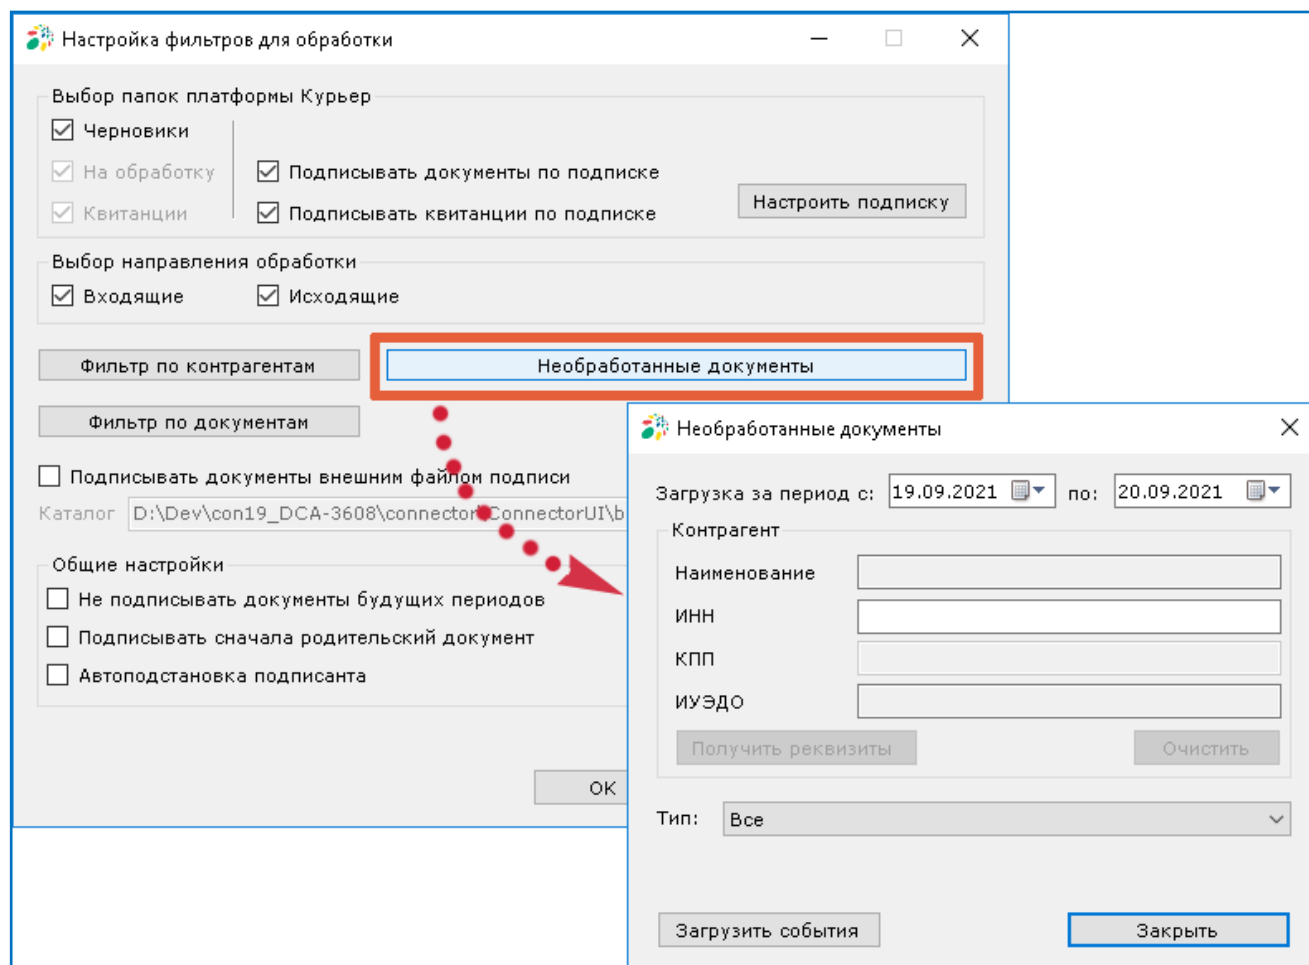 Настройка фильтров для обработки
Выбор папок платформы Курьер
Черновики
На обработку
Подписывать документы по подписке
Квитанции
Подписывать квитанции по подписке
Настроить подписку
Выбор направления обработки
Входящие
Исходящие
Фильтр по контрагентам
Необработанные документы
Фильтр по документам
Подписывать документы внешним файлом подписи
Каталог
D:\Dev\con19_DCA-3608\connector\ConnectorUI\b
Общие настройки
Не подписывать документы будущих периодов
Подписывать сначала родительский документ
Автоподстановка подписанта
OK
Необработанные документы
Загрузка за период с: 19.09.2021 по: 20.09.2021
Контрагент
Наименование
ИНН
КПП
ИУЭДО
Получить реквизиты
Очистить
Тип: Все
Загрузить события
Закрыть